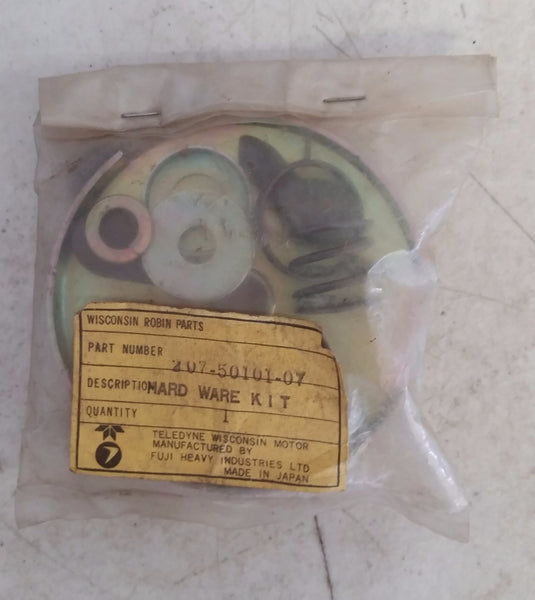 WISCONSIN ROBIN PARTS
PART NUMBER 207-50101-07
DESCRIPTION HARD WARE KIT
QUANTITY 1
TELEDYNE WISCONSIN MOTOR
MANUFACTURED BY
FUJI HEAVY INDUSTRIES LTD
MADE IN JAPAN